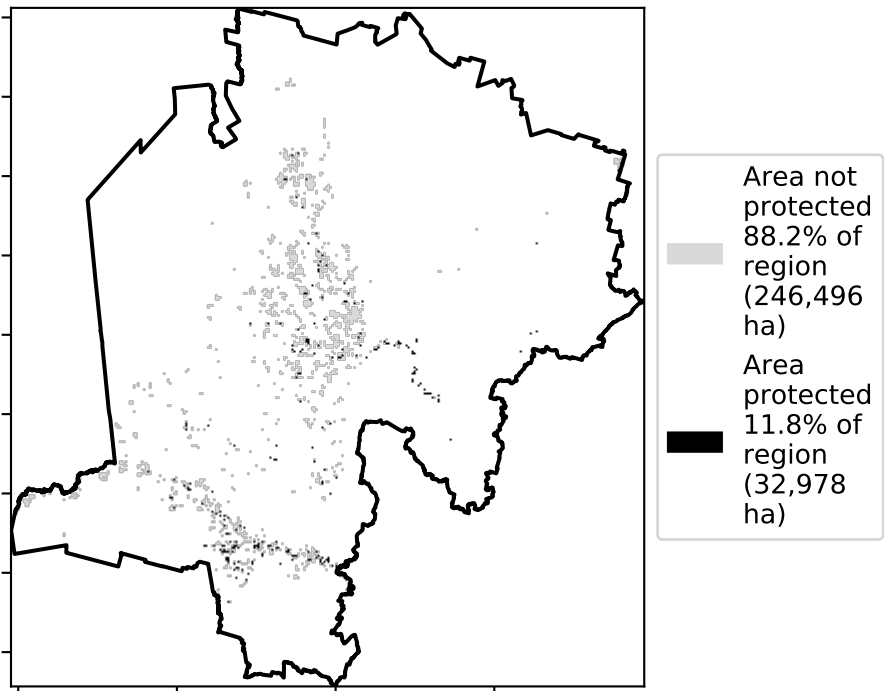 Area not
protected
88.2% of
region
(246,496
ha)
Area
protected
11.8% of
region
(32,978
ha)